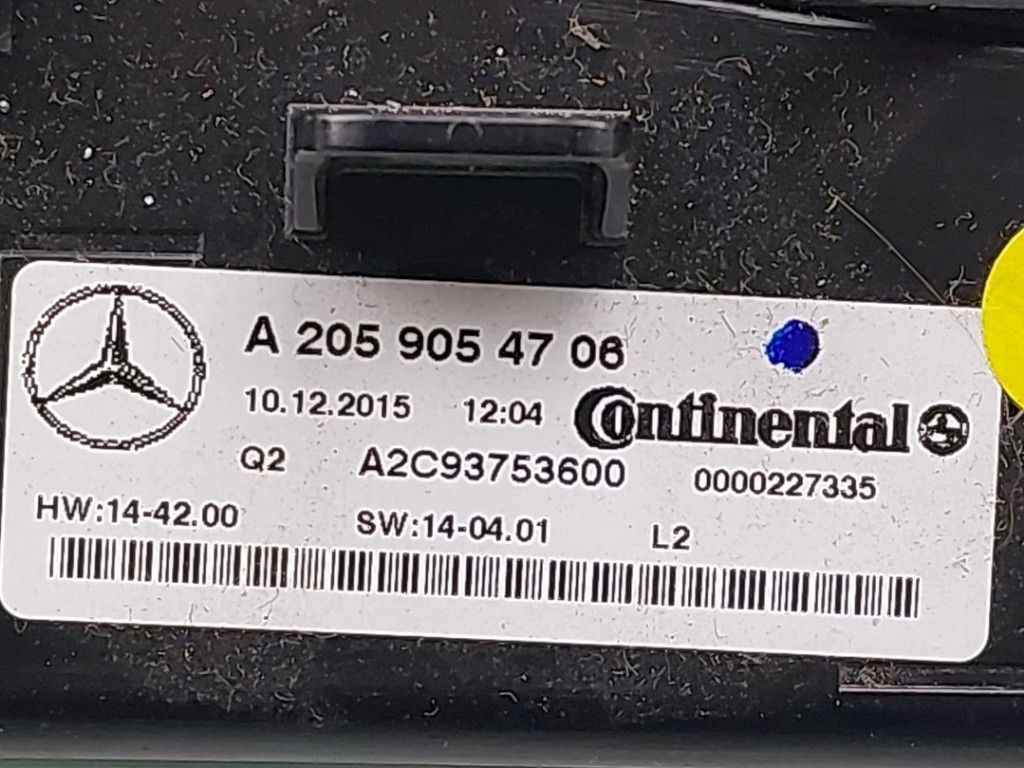 A 205 905 47 06
10.12.2015 12:04 Continental
Q2 A2C93753600 0000227335
HW:14-42.00 SW:14-04.01 L2